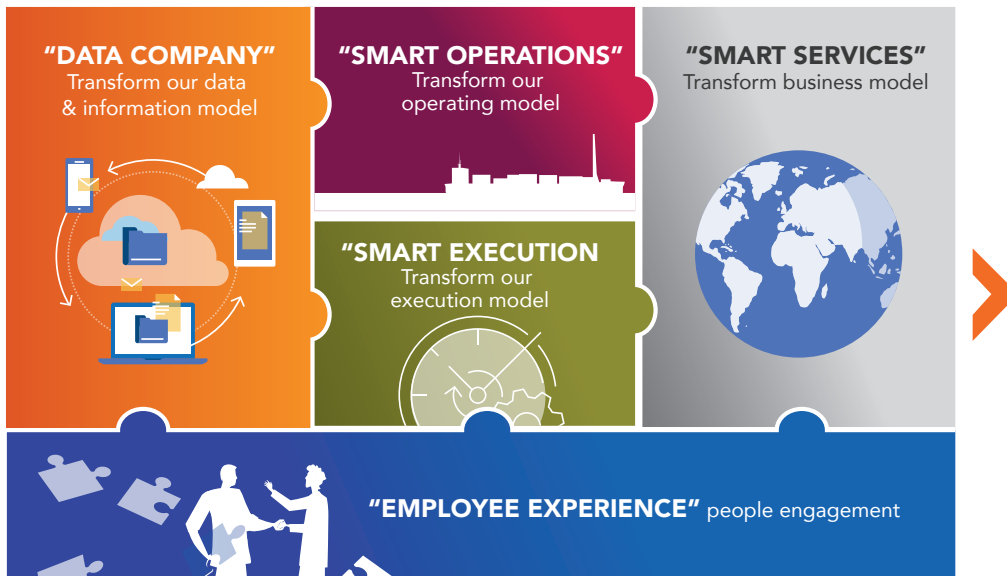 “DATA COMPANY”
Transform our data
& information model
“SMART OPERATIONS”
Transform our
operating model
“SMART EXECUTION
Transform our
execution model
“SMART SERVICES”
Transform business model
“EMPLOYEE EXPERIENCE” people engagement